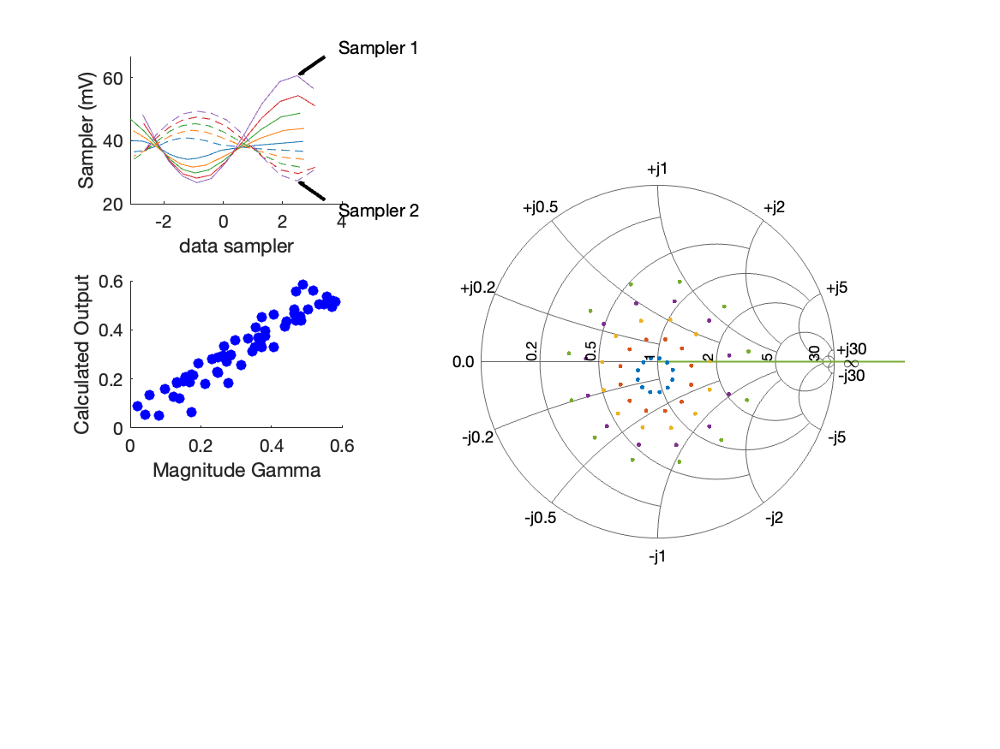 Sampler 1
Sampler (mV)
60
40
20
-2
0
2
4
Sampler 2
data sampler
Calculated Output
0.6
0.4
0.2
0
0
0.2
0.4
0.6
Magnitude Gamma
+j1
+j0.5
+j2
+j0.2
+j5
0.0
0.2
0.5
1
2
5
30
+j30
∞
-j30
-j0.2
-j5
-j0.5
-j2
-j1